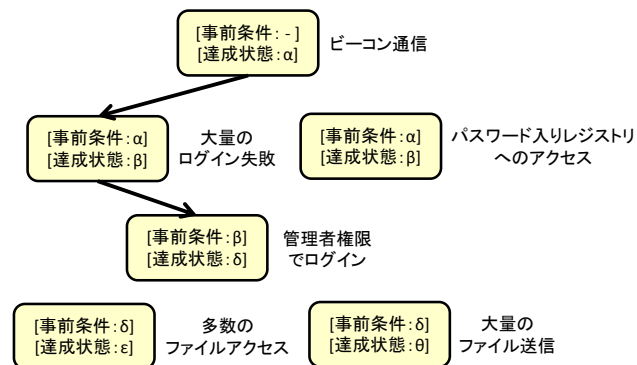 [事前条件:-]
[達成状態:α]
ビーコン通信
[事前条件:α]
[達成状態:β]
大量の
ログイン失敗
[事前条件:α]
[達成状態:β]
パスワード入りレジストリ
へのアクセス
[事前条件:β]
[達成状態:δ]
管理者権限
でログイン
[事前条件:δ]
[達成状態:ε]
多数の
ファイルアクセス
[事前条件:δ]
[達成状態:θ]
大量の
ファイル送信